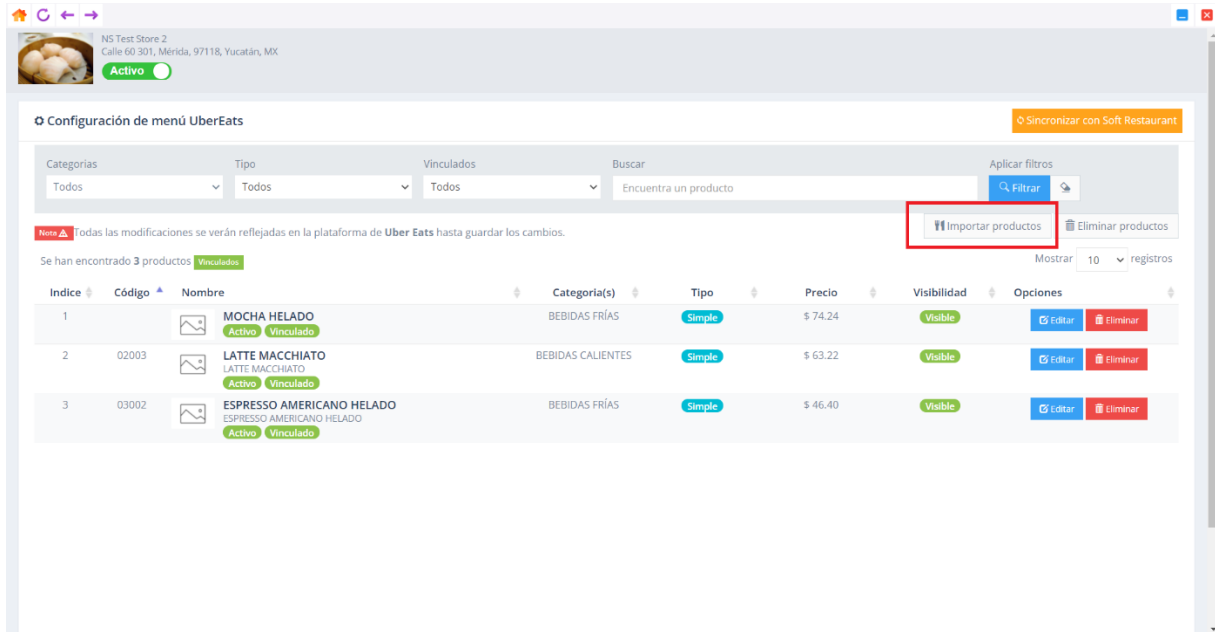 NS Test Store 2
Calle 60 301, Mérida, 97118, Yucatán, MX
Activo
Configuración de menú UberEats
Sincronizar con Soft Restaurant
Categorias Tipo Vinculados Buscar Aplicar filtros
Todos Todos Todos Encuentra un producto Filtrar
Importar productos Eliminar productos
Nota Todas las modificaciones se verán reflejadas en la plataforma de Uber Eats hasta guardar los cambios.
Se han encontrado 3 productos Vinculados Mostrar 10 registros
Indice Código Nombre Categoria(s) Tipo Precio Visibilidad Opciones
1 MOCHA HELADO BEBIDAS FRÍAS Simple $ 74.24 Visible Editar Eliminar
Activo Vinculado
2 02003 LATTE MACCHIATO BEBIDAS CALIENTES Simple $ 63.22 Visible Editar Eliminar
LATTE MACCHIATO
Activo Vinculado
3 03002 ESPRESSO AMERICANO HELADO BEBIDAS FRÍAS Simple $ 46.40 Visible Editar Eliminar
ESPRESSO AMERICANO HELADO
Activo Vinculado